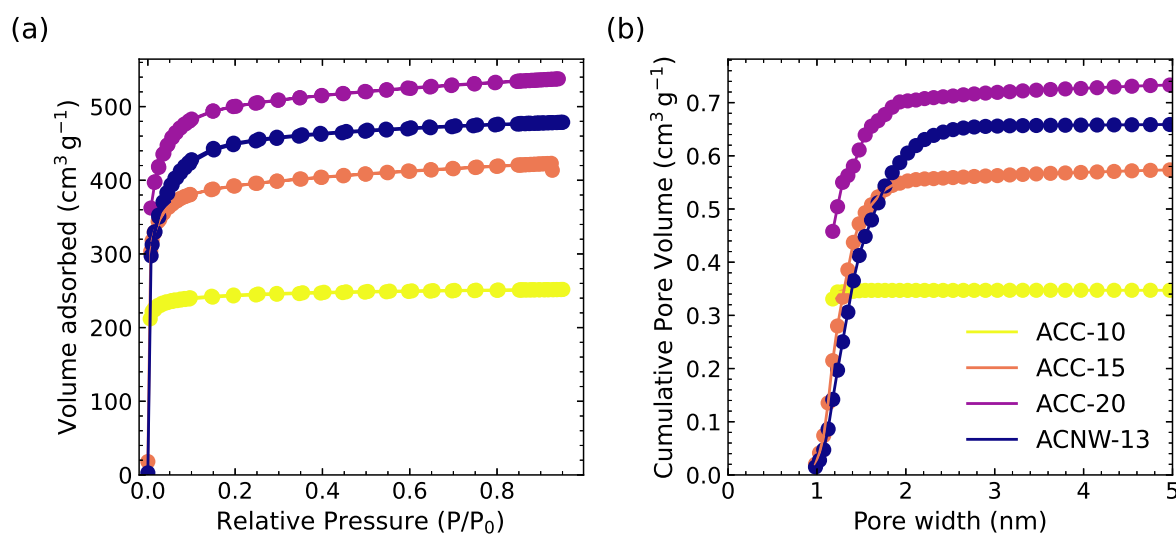 (a)
Volume adsorbed (cm³ g⁻¹)
500
400
300
200
100
0
0.0 0.2 0.4 0.6 0.8
Relative Pressure (P/P₀)
(b)
Cumulative Pore Volume (cm³ g⁻¹)
0.7
0.6
0.5
0.4
0.3
0.2
0.1
0.0
0 1 2 3 4 5
Pore width (nm)
ACC-10
ACC-15
ACC-20
ACNW-13